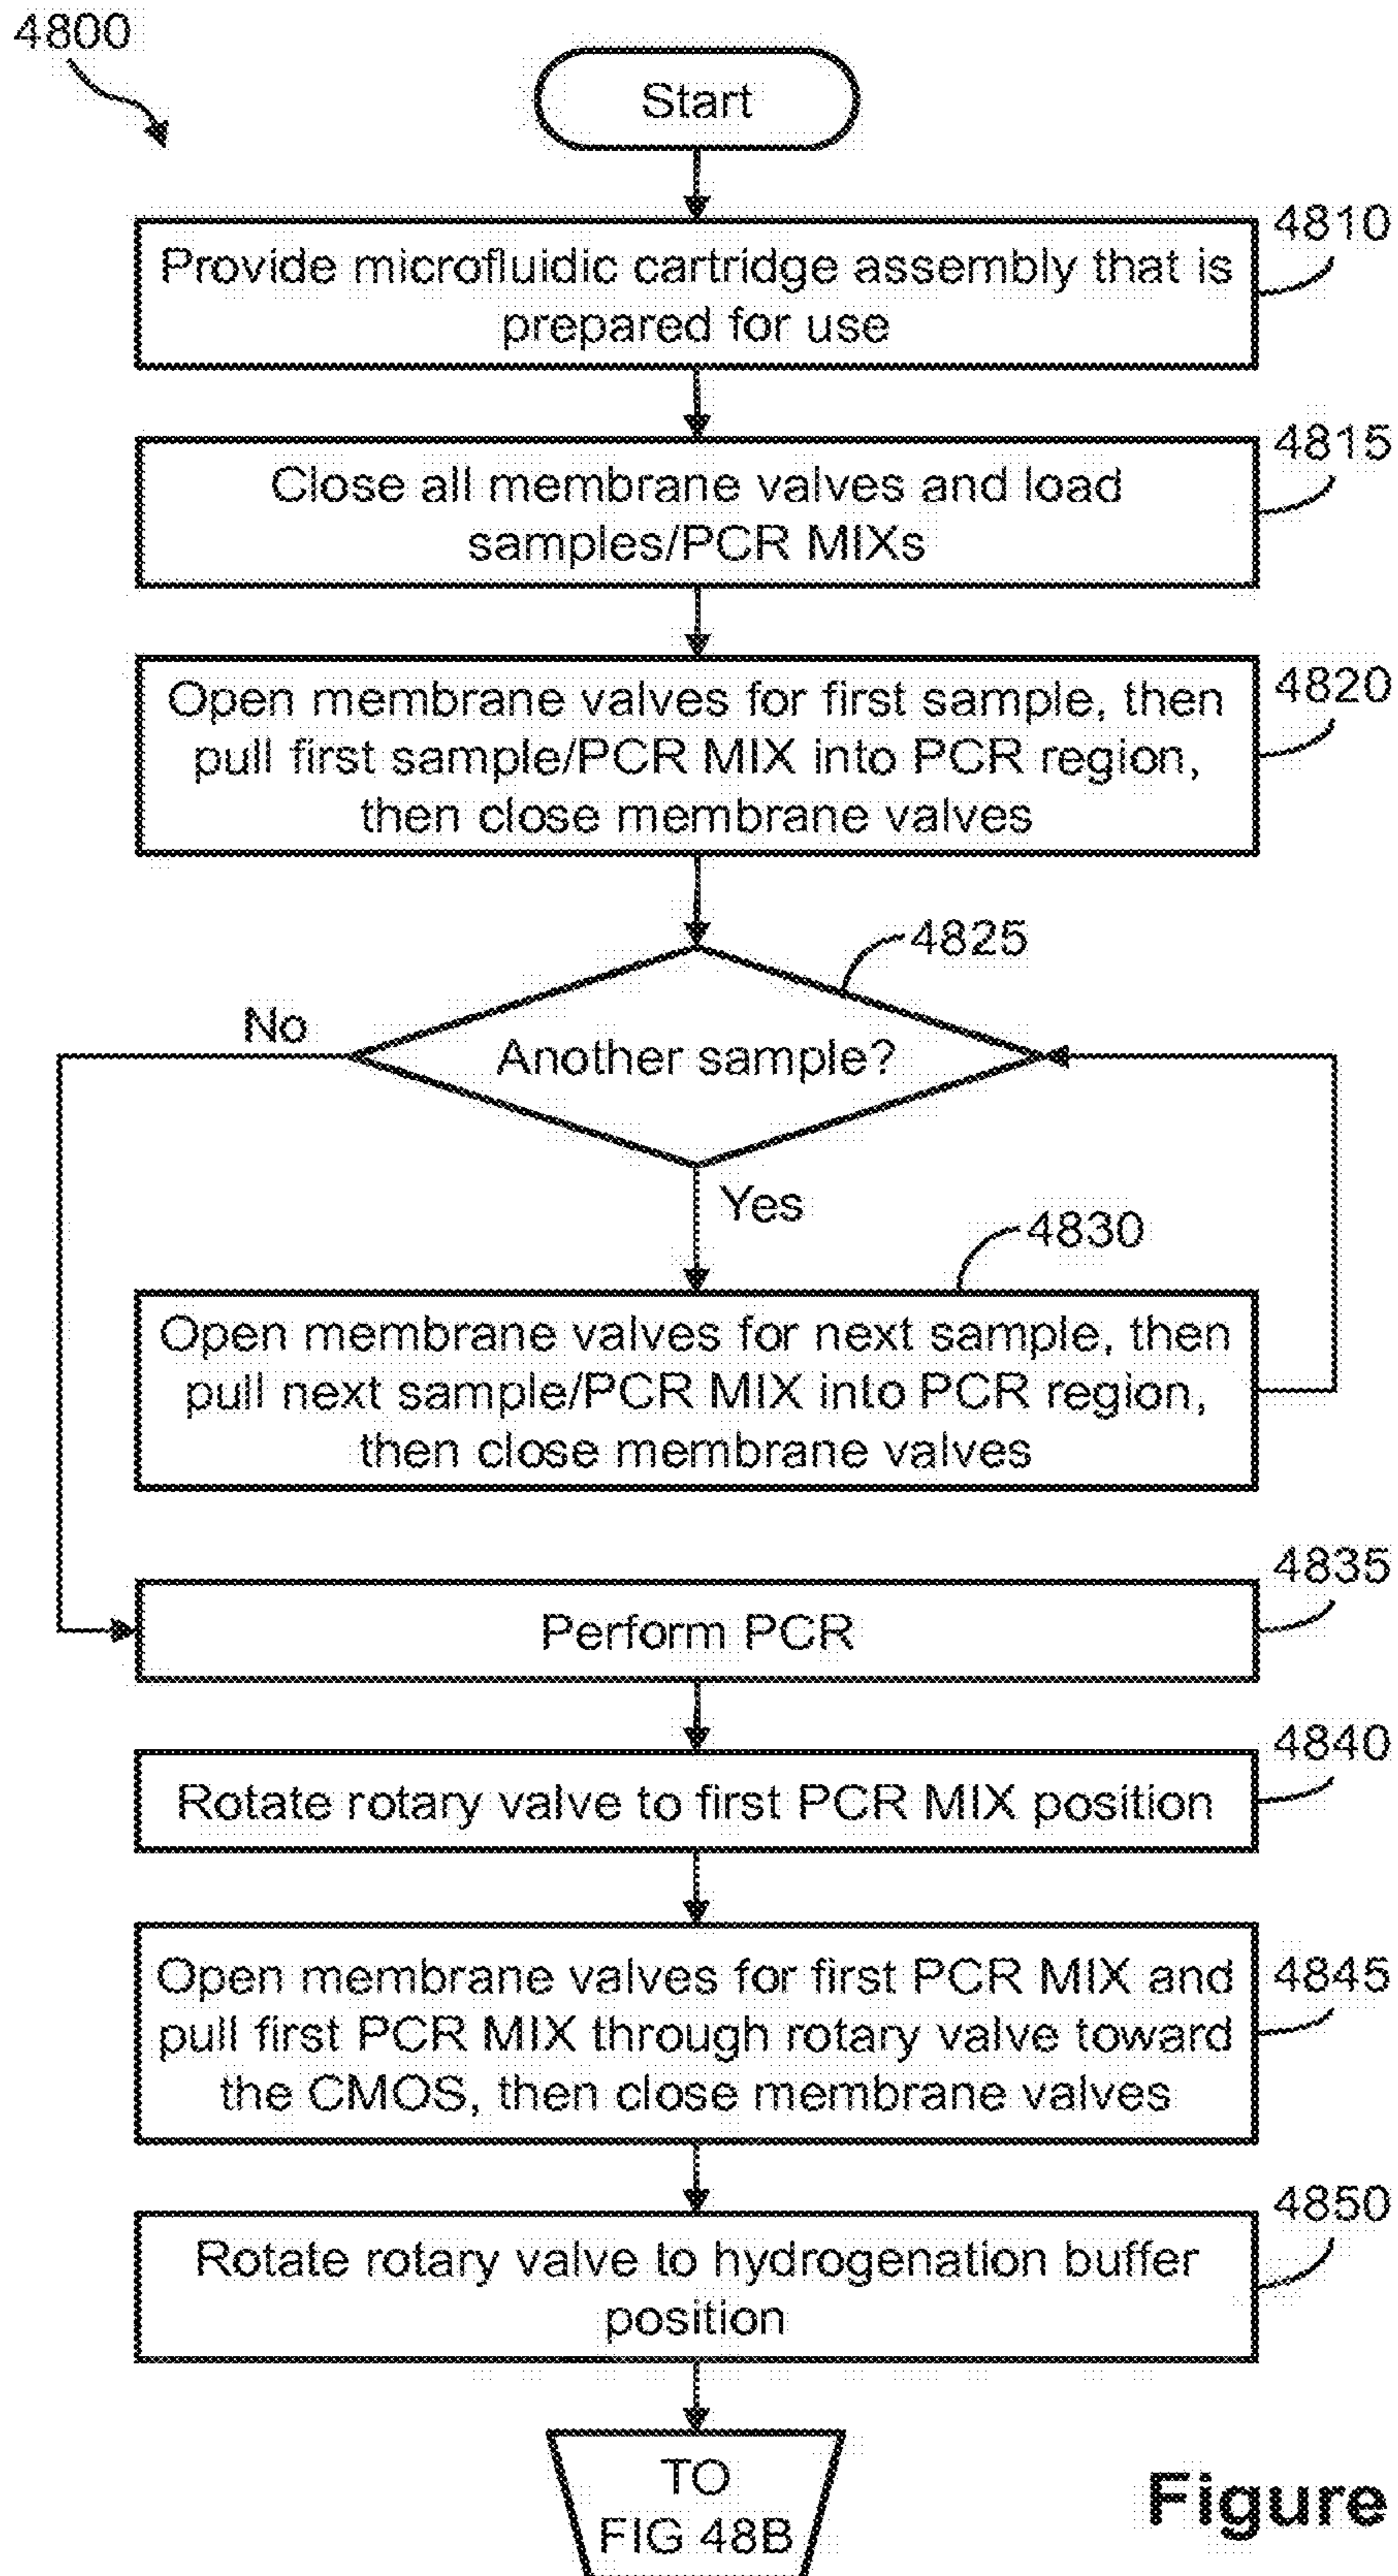 4800
Start
4810
Provide microfluidic cartridge assembly that is
prepared for use
4815
Close all membrane valves and load
samples/PCR MIXs
4820
Open membrane valves for first sample, then
pull first sample/PCR MIX into PCR region,
then close membrane valves
4825
No
Another sample?
Yes
4830
Open membrane valves for next sample, then
pull next sample/PCR MIX into PCR region,
then close membrane valves
4835
Perform PCR
4840
Rotate rotary valve to first PCR MIX position
4845
Open membrane valves for first PCR MIX and
pull first PCR MIX through rotary valve toward
the CMOS, then close membrane valves
4850
Rotate rotary valve to hydrogenation buffer
position
TO
FIG 48B
Figure